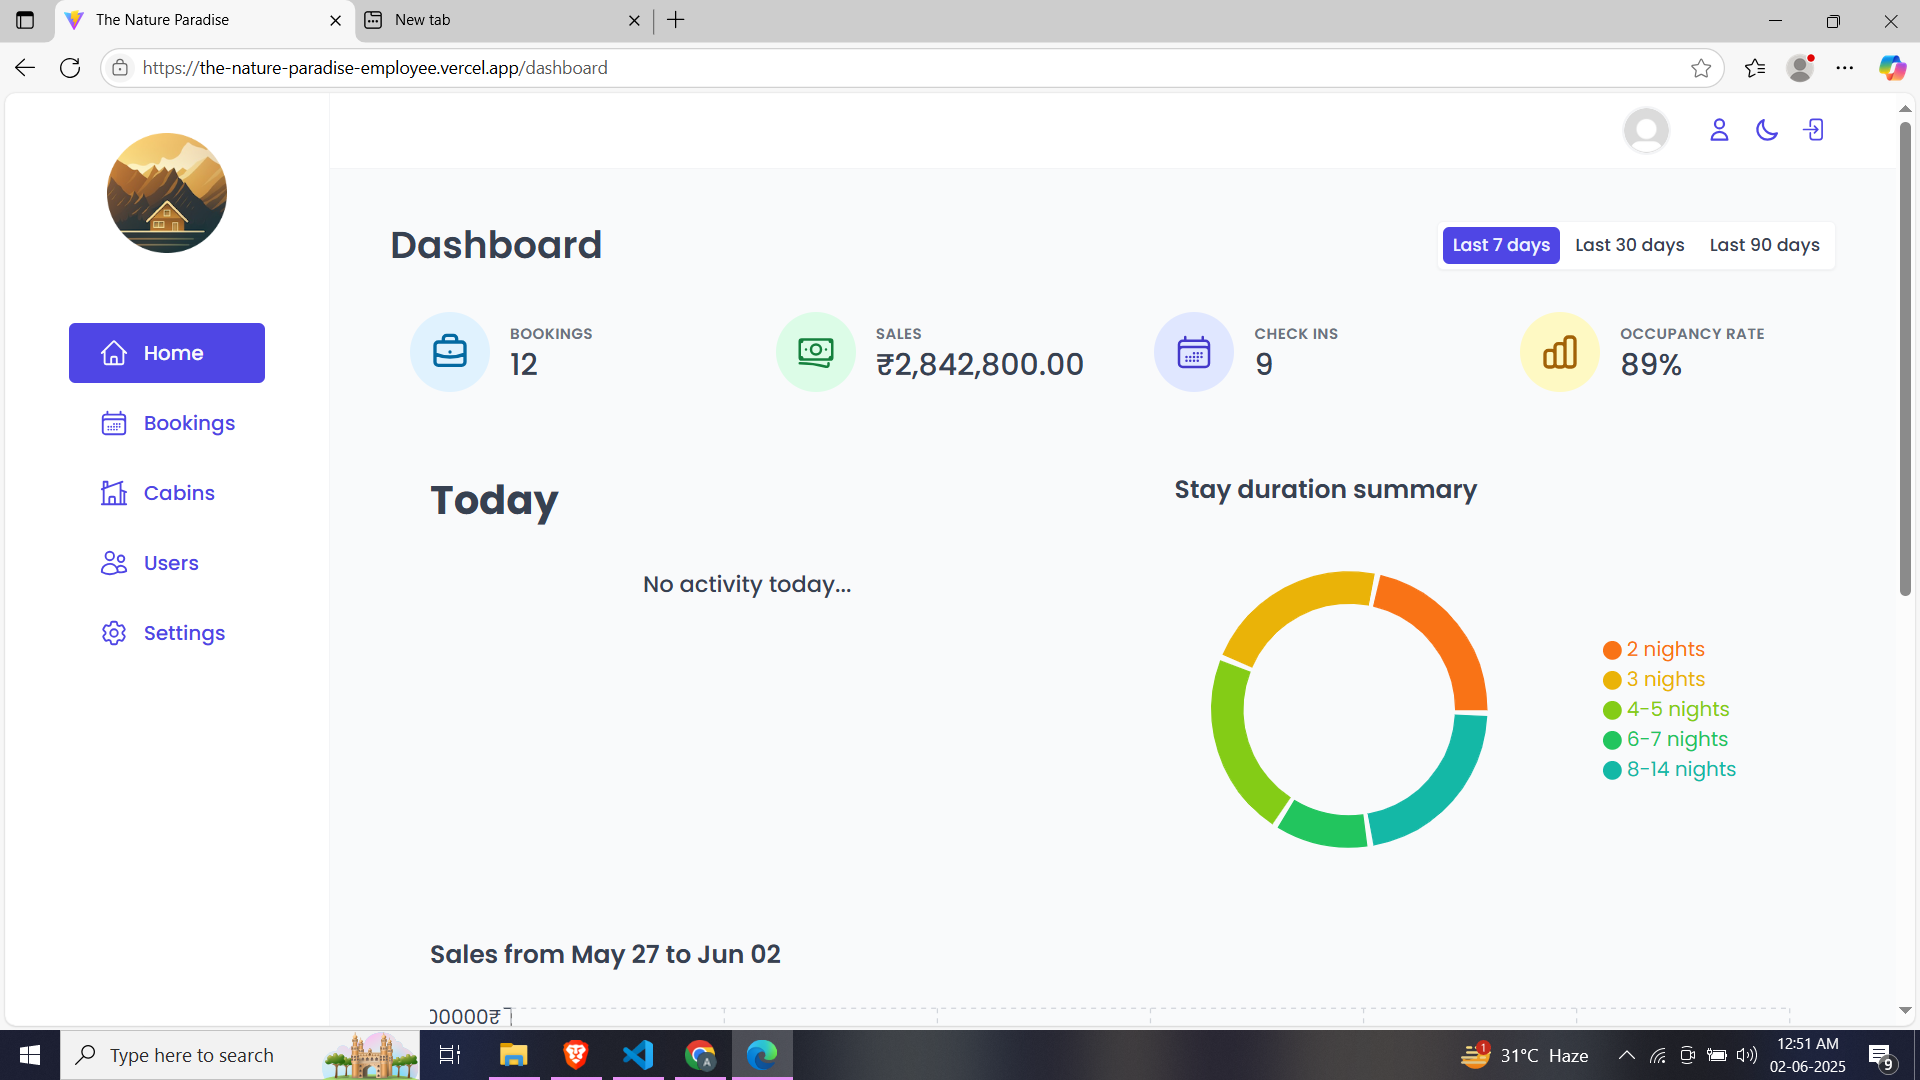 The Nature Paradise
New tab
https://the-nature-paradise-employee.vercel.app/dashboard
Dashboard
Last 7 days
Last 30 days
Last 90 days
Home
Bookings
Cabins
Users
Settings
BOOKINGS
12
SALES
₹2,842,800.00
CHECK INS
9
OCCUPANCY RATE
89%
Today
No activity today...
Stay duration summary
2 nights
3 nights
4-5 nights
6-7 nights
8-14 nights
Sales from May 27 to Jun 02
00000₹
Type here to search
A
1
31°C Haze
12:51 AM
02-06-2025
9